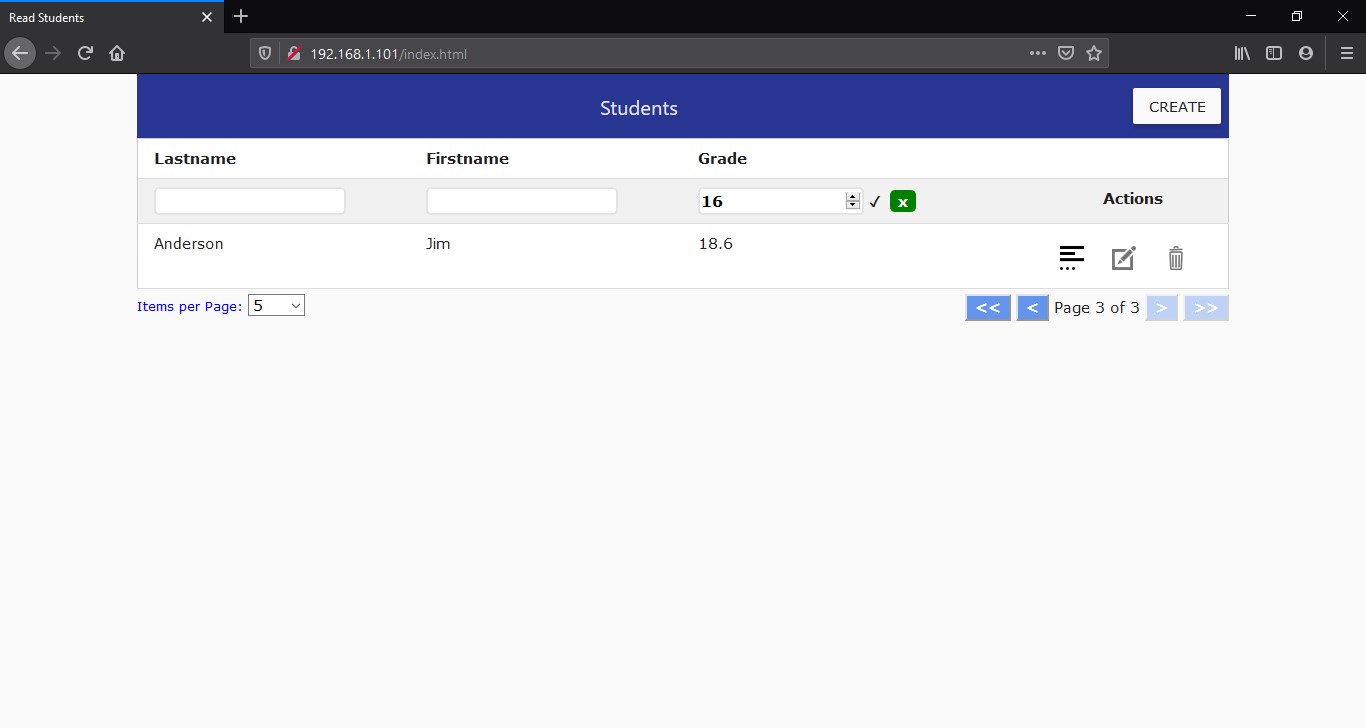 Read Students
192.168.1.101/index.html
Students
CREATE
Lastname Firstname Grade
16 ✓ x Actions
Anderson Jim 18.6
Items per Page: 5 << < Page 3 of 3 > >>